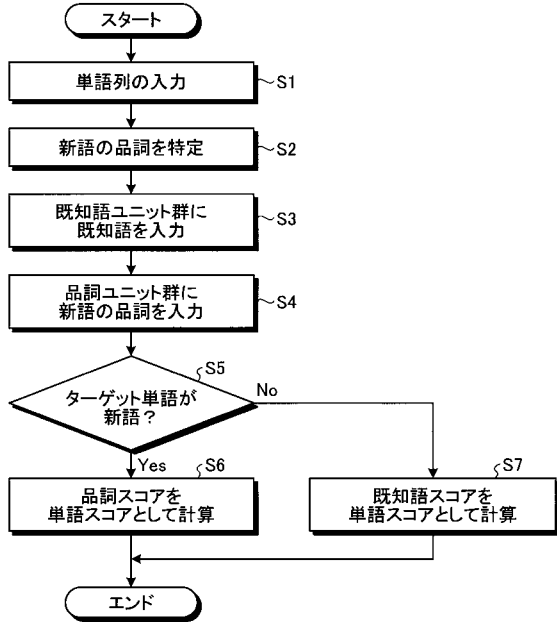 スタート
単語列の入力
S1
新語の品詞を特定
S2
既知語ユニット群に
既知語を入力
S3
品詞ユニット群に
新語の品詞を入力
S4
S5
ターゲット単語が
新語？
No
Yes
S6
品詞スコアを
単語スコアとして計算
S7
既知語スコアを
単語スコアとして計算
エンド